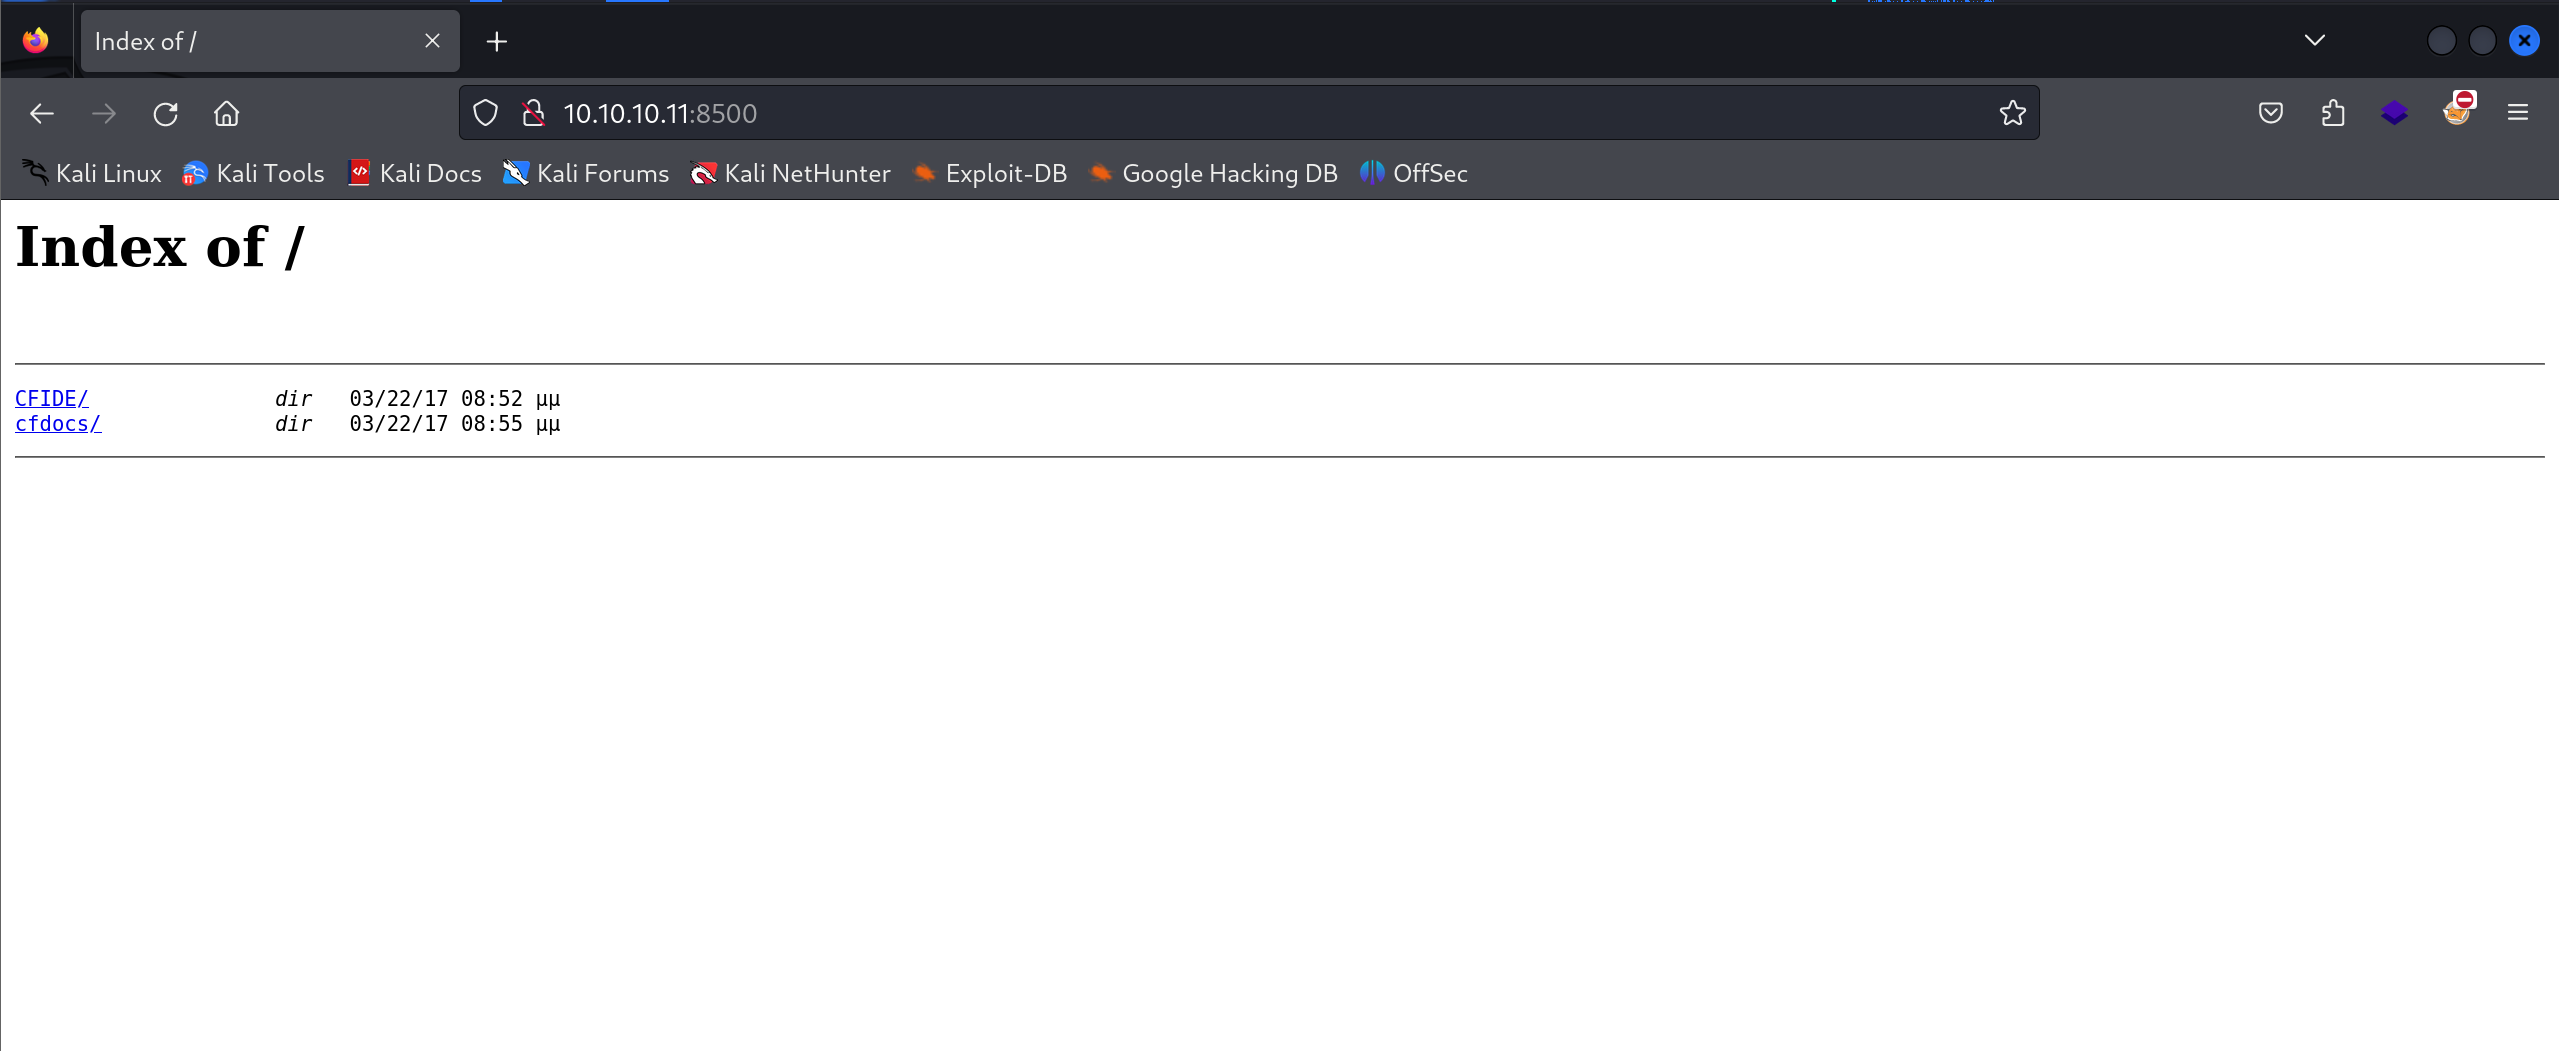 Index of /
10.10.10.11:8500
Kali Linux Kali Tools Kali Docs Kali Forums Kali NetHunter Exploit-DB Google Hacking DB OffSec
Index of /
CFIDE/ dir 03/22/17 08:52 μμ
cfdocs/ dir 03/22/17 08:55 μμ